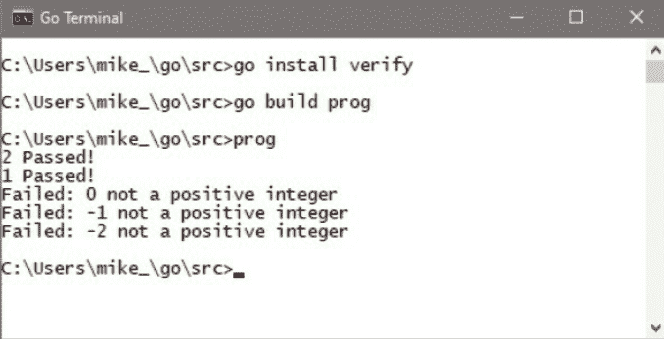 Go Terminal
C:\Users\mike_\go\src>go install verify
C:\Users\mike_\go\src>go build prog
C:\Users\mike_\go\src>prog
2 Passed!
1 Passed!
Failed: 0 not a positive integer
Failed: -1 not a positive integer
Failed: -2 not a positive integer
C:\Users\mike_\go\src>